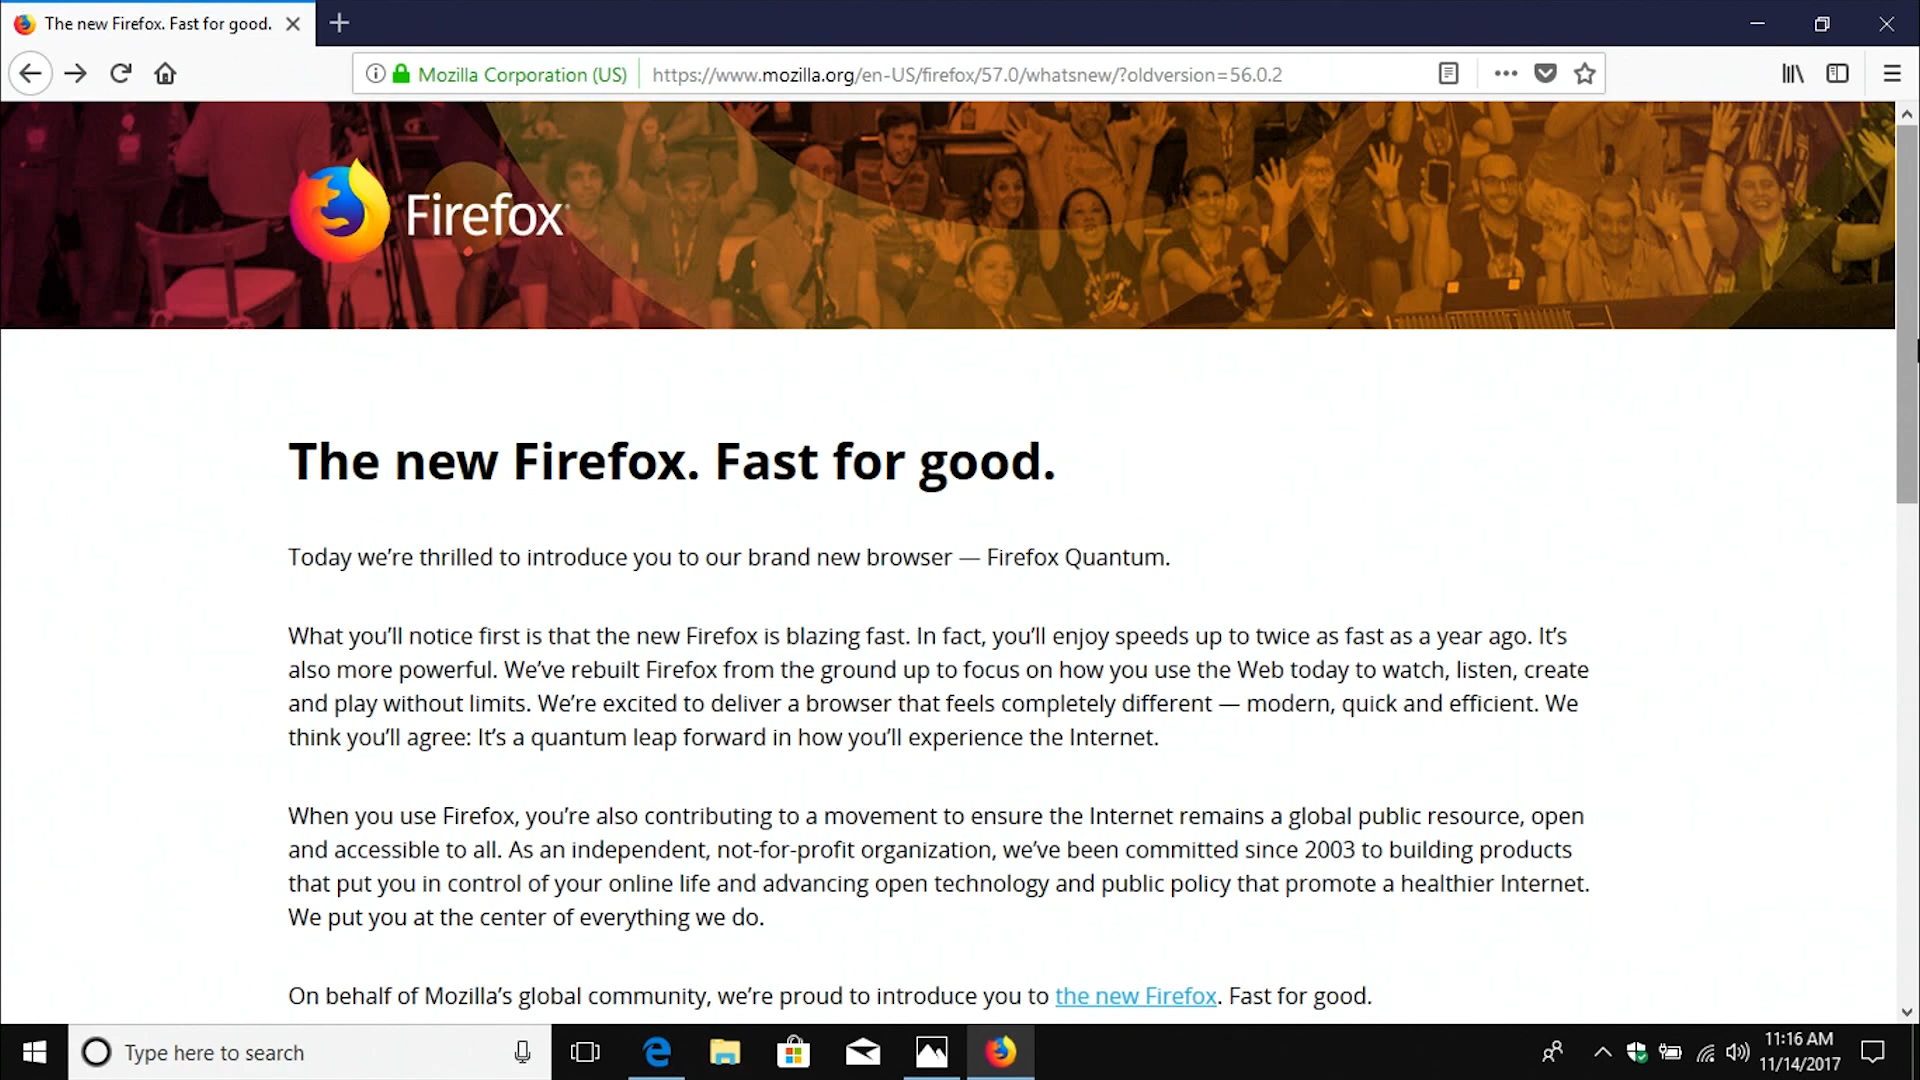 The new Firefox. Fast for good.
Mozilla Corporation (US) https://www.mozilla.org/en-US/firefox/57.0/whatsnew/?oldversion=56.0.2
Firefox
The new Firefox. Fast for good.
Today we’re thrilled to introduce you to our brand new browser — Firefox Quantum.
What you’ll notice first is that the new Firefox is blazing fast. In fact, you’ll enjoy speeds up to twice as fast as a year ago. It’s
also more powerful. We’ve rebuilt Firefox from the ground up to focus on how you use the Web today to watch, listen, create
and play without limits. We’re excited to deliver a browser that feels completely different — modern, quick and efficient. We
think you’ll agree: It’s a quantum leap forward in how you’ll experience the Internet.
When you use Firefox, you’re also contributing to a movement to ensure the Internet remains a global public resource, open
and accessible to all. As an independent, not-for-profit organization, we’ve been committed since 2003 to building products
that put you in control of your online life and advancing open technology and public policy that promote a healthier Internet.
We put you at the center of everything we do.
On behalf of Mozilla’s global community, we’re proud to introduce you to the new Firefox. Fast for good.
Type here to search
11:16 AM
11/14/2017